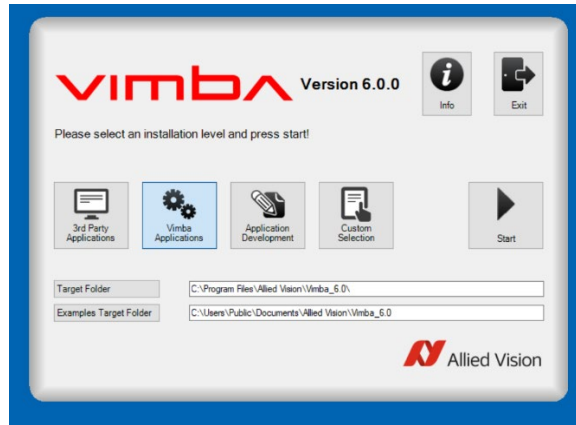 VIMBA Version 6.0.0
Info
Exit
Please select an installation level and press start!
3rd Party
Applications
Vimba
Applications
Application
Development
Custom
Selection
Start
Target Folder C:\Program Files\Allied Vision\Vimba_6.0\
Examples Target Folder C:\Users\Public\Documents\Allied Vision\Vimba_6.0
Allied Vision